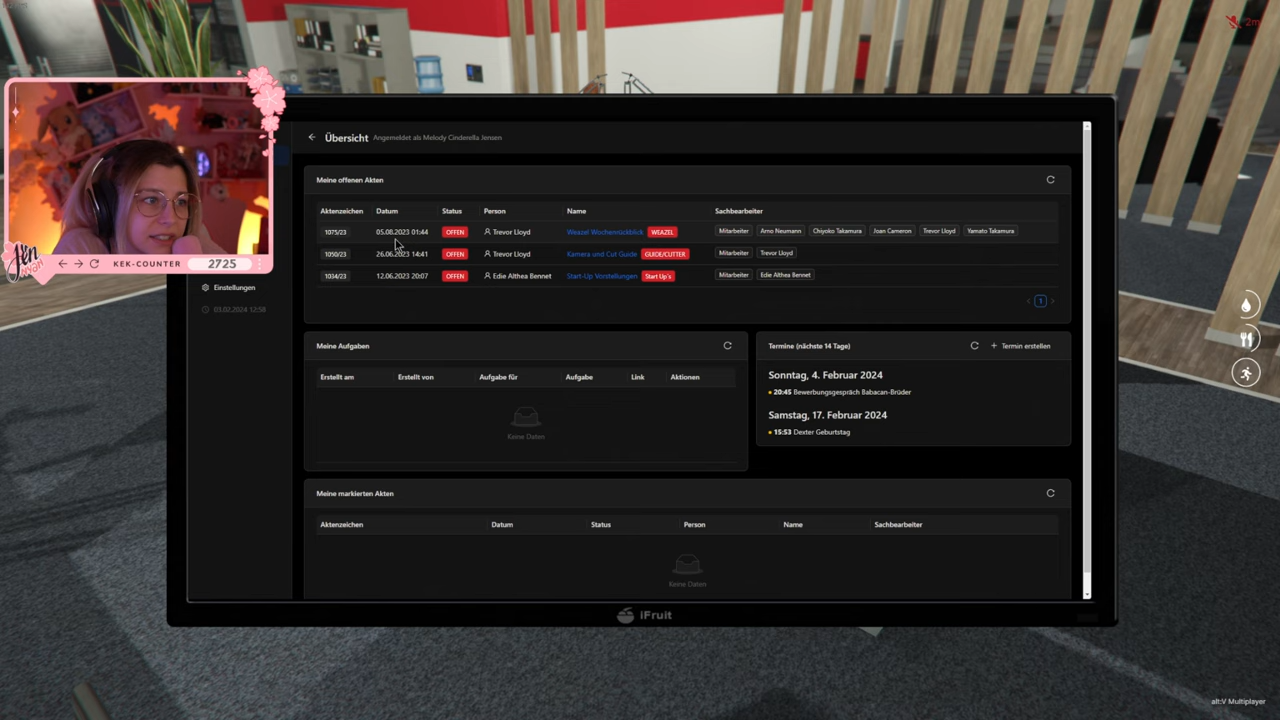 Übersicht Angemeldet als Melody Cinderella Jensen
Meine offenen Akten
Aktenzeichen Datum Status Person Name Sachbearbeiter
1075/23 05.08.2023 01:44 OFFEN Trevor Lloyd Weazel Wochenrückblick WEAZEL Mitarbeiter Arno Neumann Chiyoko Takamura Joan Cameron Trevor Lloyd Yamato Takamura
1050/23 26.06.2023 14:41 OFFEN Trevor Lloyd Kamera und Cut Guide GUIDE/CUTTER Mitarbeiter Trevor Lloyd
1034/23 12.06.2023 20:07 OFFEN Edie Althea Bennet Start-Up Vorstellungen Start Up's Mitarbeiter Edie Althea Bennet
1
Jen
nyan
KEK-COUNTER 2725
Einstellungen
03.02.2024 12:58
Meine Aufgaben
Erstellt am Erstellt von Aufgabe für Aufgabe Link Aktionen
Keine Daten
Termine (nächste 14 Tage) + Termin erstellen
Sonntag, 4. Februar 2024
20:45 Bewerbungsgespräch Babacan-Brüder
Samstag, 17. Februar 2024
15:53 Dexter Geburtstag
Meine markierten Akten
Aktenzeichen Datum Status Person Name Sachbearbeiter
Keine Daten
iFruit
2m
alt:V Multiplayer